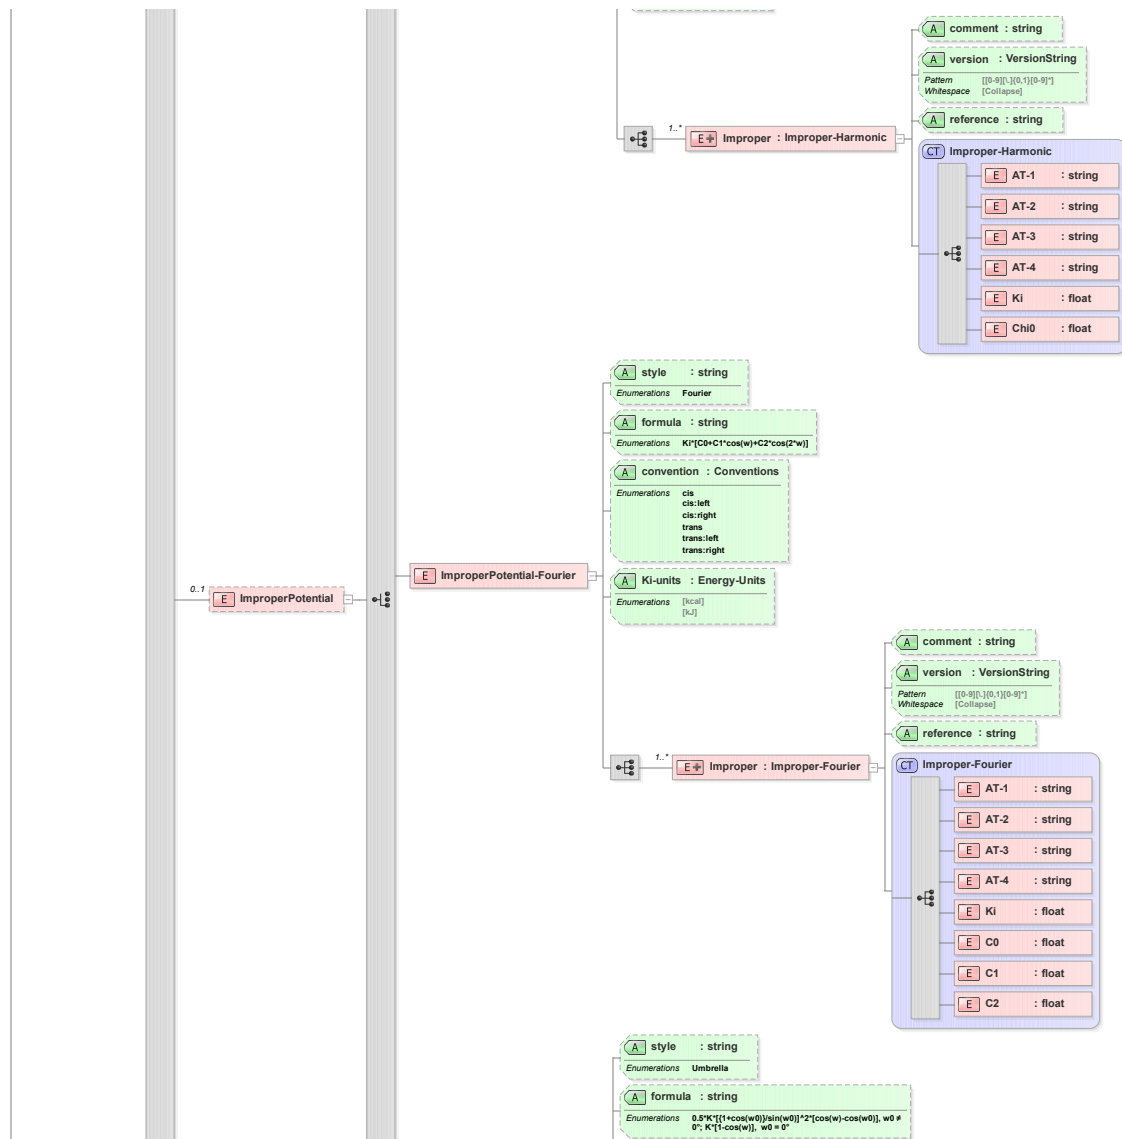 A comment : string
A version : VersionString
Pattern [[0-9][\.]{0,1}[0-9]*]
Whitespace [Collapse]
A reference : string
1..* E Improper : Improper-Harmonic
CT Improper-Harmonic
E AT-1 : string
E AT-2 : string
E AT-3 : string
E AT-4 : string
E Ki : float
E Chi0 : float
A style : string
Enumerations Fourier
A formula : string
Enumerations Ki*[C0+C1*cos(w)+C2*cos(2*w)]
A convention : Conventions
Enumerations cis
cis:left
cis:right
trans
trans:left
trans:right
E ImproperPotential-Fourier
A Ki-units : Energy-Units
Enumerations [kcal]
[kJ]
0..1 E ImproperPotential
A comment : string
A version : VersionString
Pattern [[0-9][\.]{0,1}[0-9]*]
Whitespace [Collapse]
A reference : string
1..* E Improper : Improper-Fourier
CT Improper-Fourier
E AT-1 : string
E AT-2 : string
E AT-3 : string
E AT-4 : string
E Ki : float
E C0 : float
E C1 : float
E C2 : float
A style : string
Enumerations Umbrella
A formula : string
Enumerations 0.5*K*[{1+cos(w0)}/sin(w0)]^2*[cos(w)-cos(w0)], w0 ≠
0°; K*[1-cos(w)], w0 = 0°